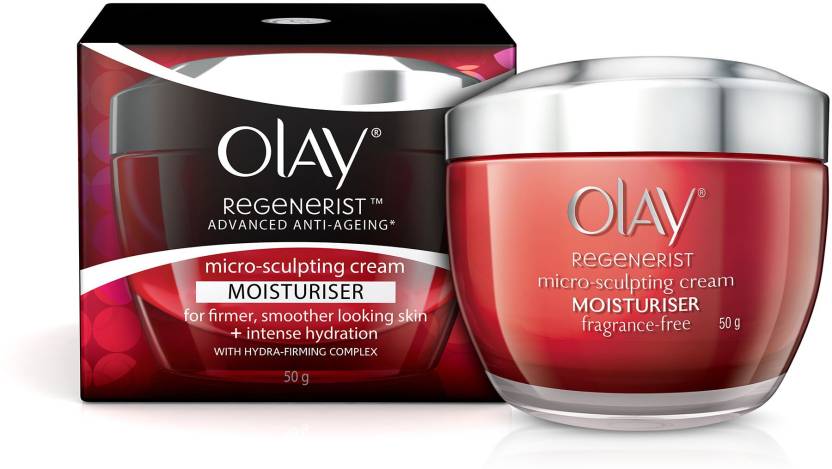 OLAY®
REGENERIST™
ADVANCED ANTI-AGEING*
micro-sculpting cream
MOISTURISER
for firmer, smoother looking skin
+ intense hydration
WITH HYDRA-FIRMING COMPLEX
50 g
OLAY®
REGENERIST
micro-sculpting cream
MOISTURISER
fragrance-free 50 g